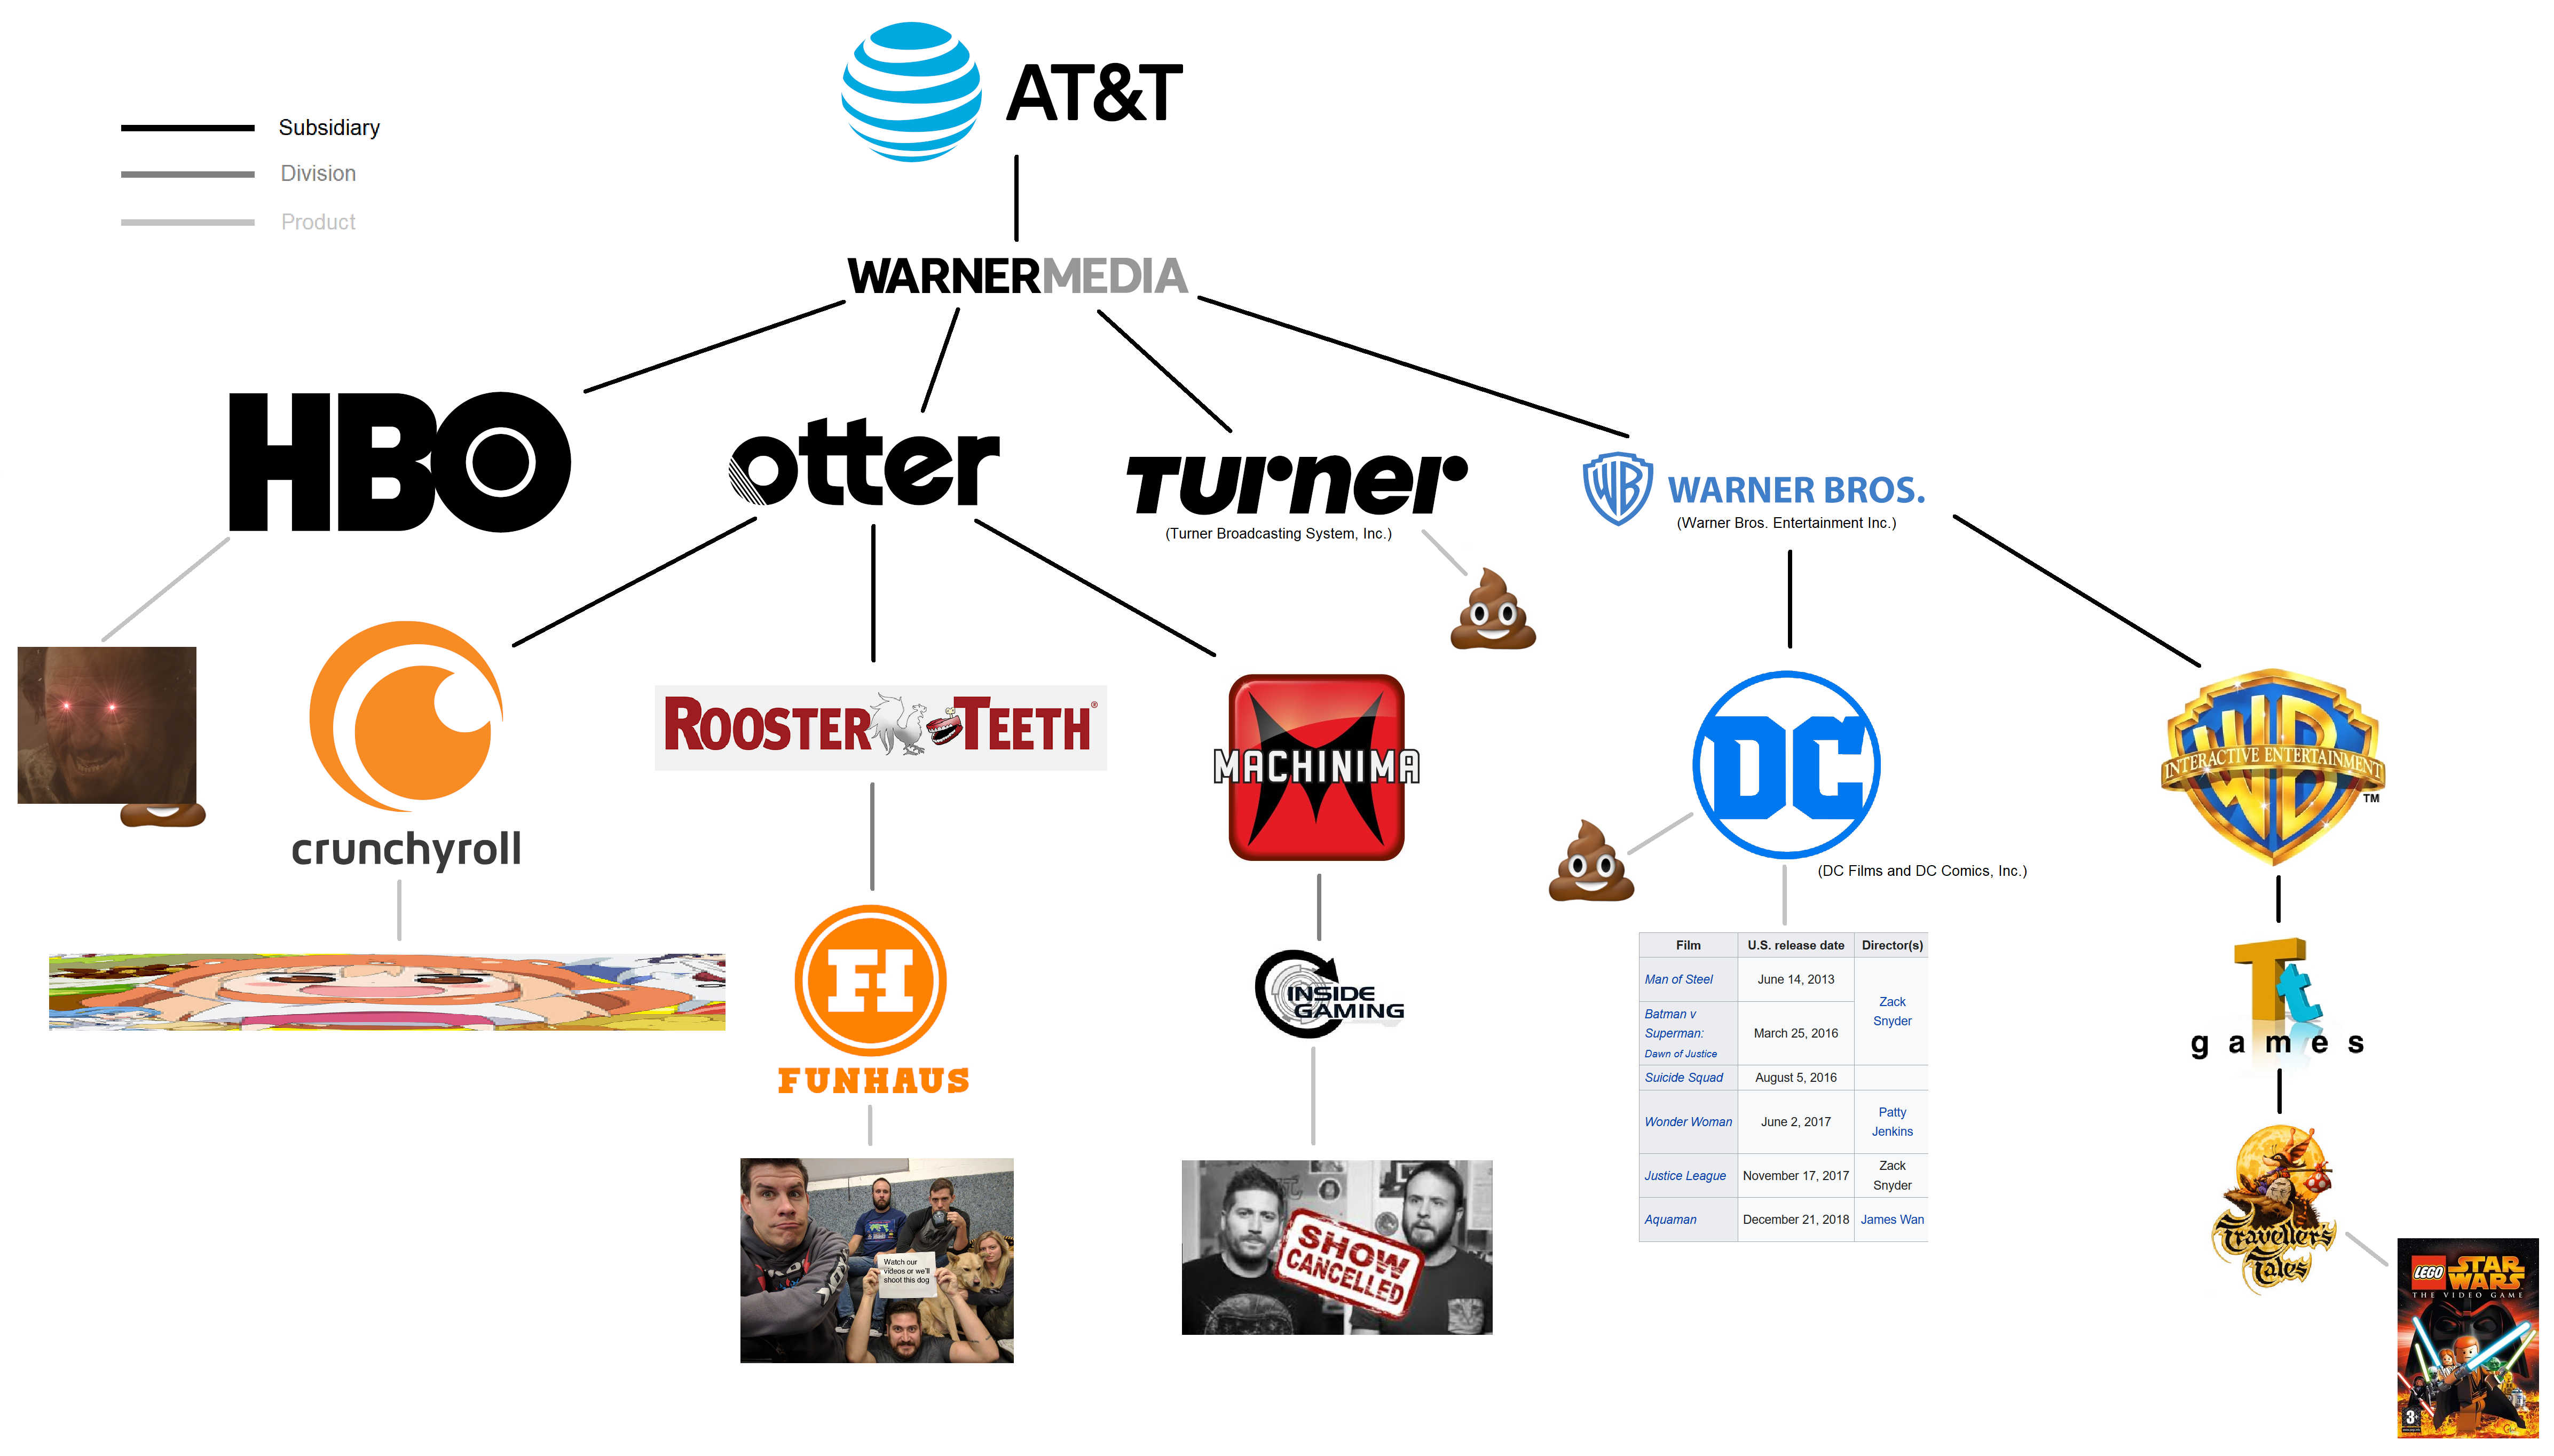 AT&T
Subsidiary
Division
Product
WARNERMEDIA
HBO
otter
Turner
(Turner Broadcasting System, Inc.)
WB WARNER BROS.
(Warner Bros. Entertainment Inc.)
crunchyroll
ROOSTER TEETH®
MACHINIMA
DC
(DC Films and DC Comics, Inc.)
WB
INTERACTIVE ENTERTAINMENT
TM
FH
FUNHAUS
INSIDE
GAMING
Tt
games
Travellers
Tales
Film U.S. release date Director(s)
Man of Steel June 14, 2013
Zack
Snyder
Batman v
Superman:
Dawn of Justice
March 25, 2016
Suicide Squad August 5, 2016
Wonder Woman June 2, 2017
Patty
Jenkins
Justice League November 17, 2017
Zack
Snyder
Aquaman December 21, 2018 James Wan
Watch our
videos or we'll
shoot this dog
SHOW
CANCELLED
LEGO STAR
WARS
THE VIDEO GAME
3+